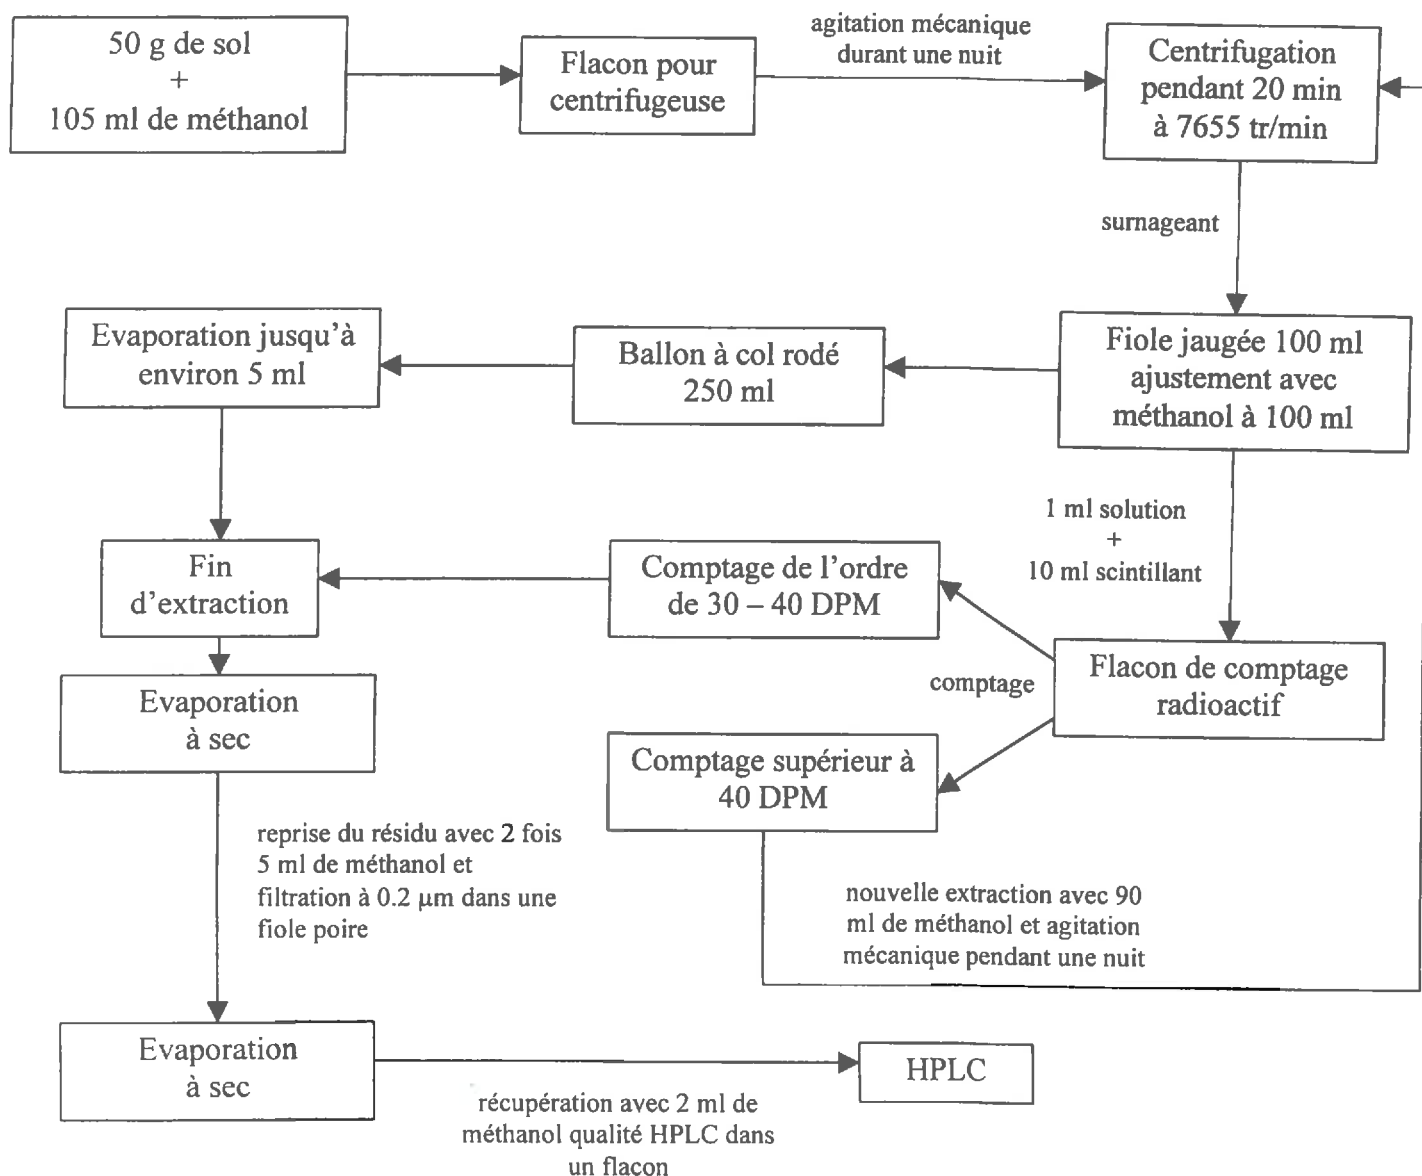 50 g de sol
+
105 ml de méthanol
Flacon pour
centrifugeuse
agitation mécanique
durant une nuit
Centrifugation
pendant 20 min
à 7655 tr/min
surnageant
Fiole jaugée 100 ml
ajustement avec
méthanol à 100 ml
Ballon à col rodé
250 ml
Evaporation jusqu'à
environ 5 ml
1 ml solution
+
10 ml scintillant
Fin
d'extraction
Comptage de l'ordre
de 30 – 40 DPM
comptage
Flacon de comptage
radioactif
Evaporation
à sec
Comptage supérieur à
40 DPM
reprise du résidu avec 2 fois
5 ml de méthanol et
filtration à 0.2 µm dans une
fiole poire
nouvelle extraction avec 90
ml de méthanol et agitation
mécanique pendant une nuit
Evaporation
à sec
HPLC
récupération avec 2 ml de
méthanol qualité HPLC dans
un flacon